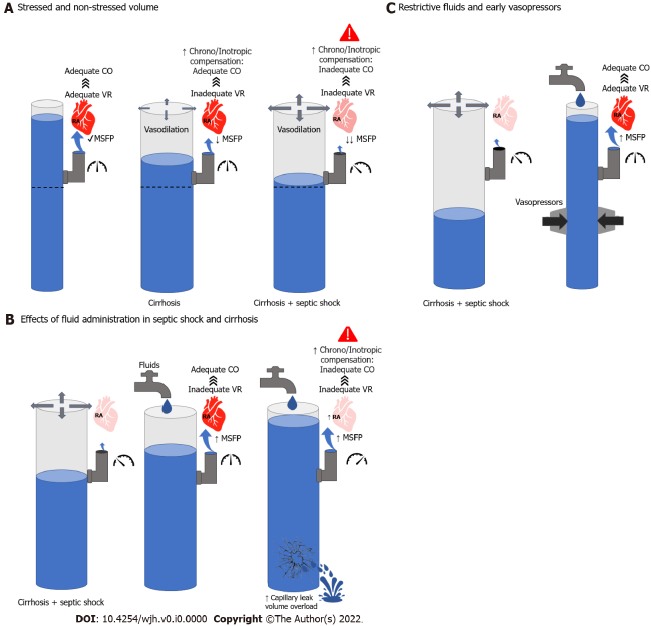 A Stressed and non-stressed volume
Adequate CO
Adequate VR
RA
✓MSFP
↑ Chrono/Inotropic
compensation:
Adequate CO
Inadequate VR
Vasodilation
RA
↓ MSFP
Cirrhosis
↑ Chrono/Inotropic
compensation:
Inadequate CO
Inadequate VR
Vasodilation
RA
↓↓ MSFP
Cirrhosis + septic shock
C Restrictive fluids and early vasopressors
RA
Cirrhosis + septic shock
Adequate CO
Adequate VR
RA
↑ MSFP
Vasopressors
B Effects of fluid administration in septic shock and cirrhosis
RA
Cirrhosis + septic shock
Fluids
Adequate CO
Inadequate VR
RA
↑ MSFP
↑ Chrono/Inotropic
compensation:
Inadequate CO
Inadequate VR
↑ RA
↑ MSFP
↑ Capillary leak
volume overload
DOI: 10.4254/wjh.v0.i0.0000 Copyright ©The Author(s) 2022.